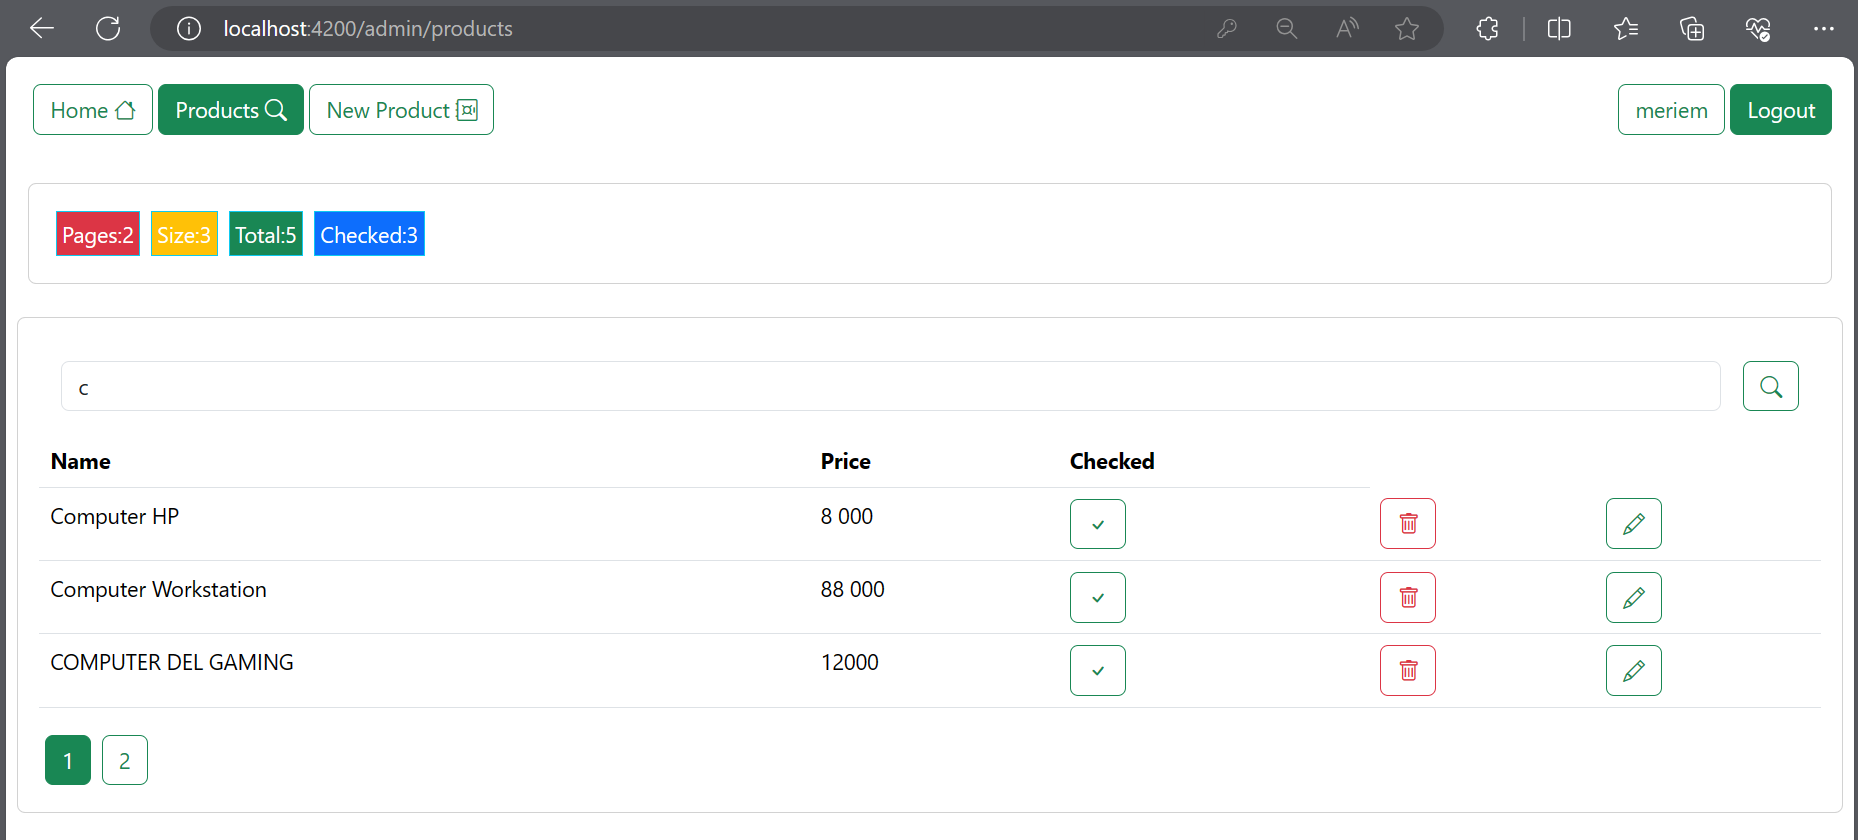 localhost:4200/admin/products
Home Products New Product meriem Logout
Pages:2 Size:3 Total:5 Checked:3
c
Name Price Checked
Computer HP 8 000
Computer Workstation 88 000
COMPUTER DEL GAMING 12000
1 2